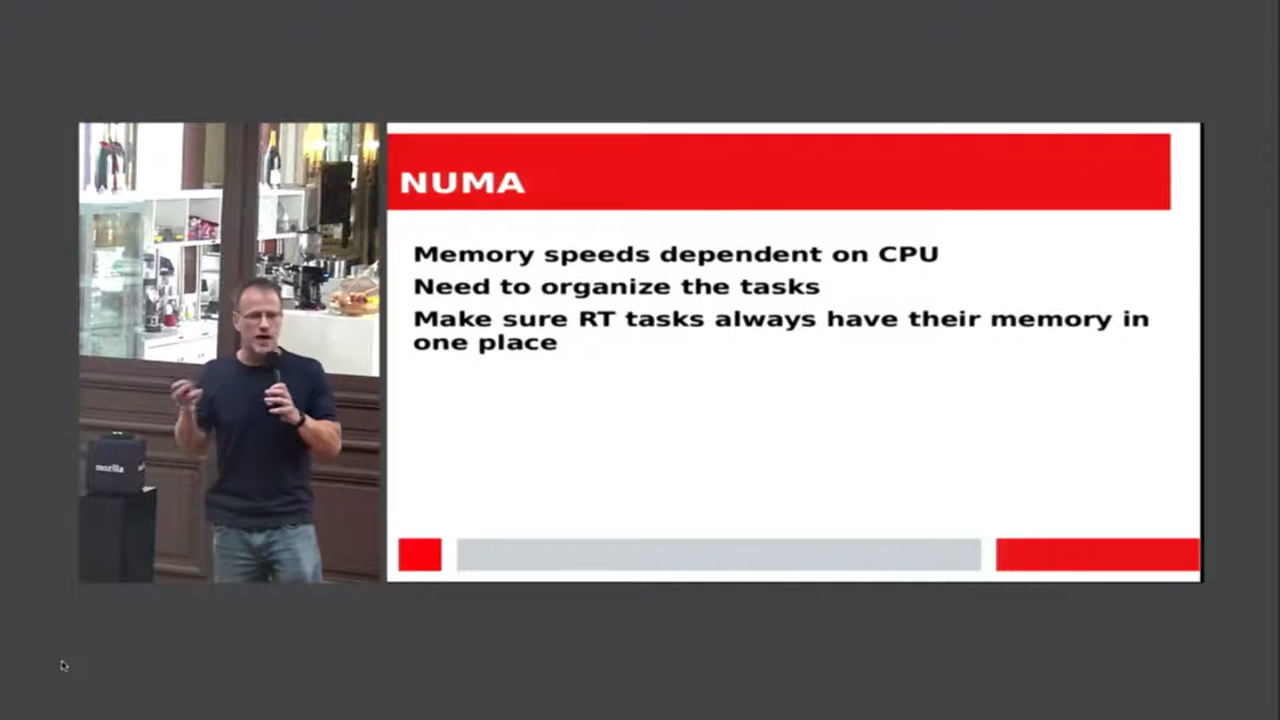 NUMA
Memory speeds dependent on CPU
Need to organize the tasks
Make sure RT tasks always have their memory in
one place
mozilla